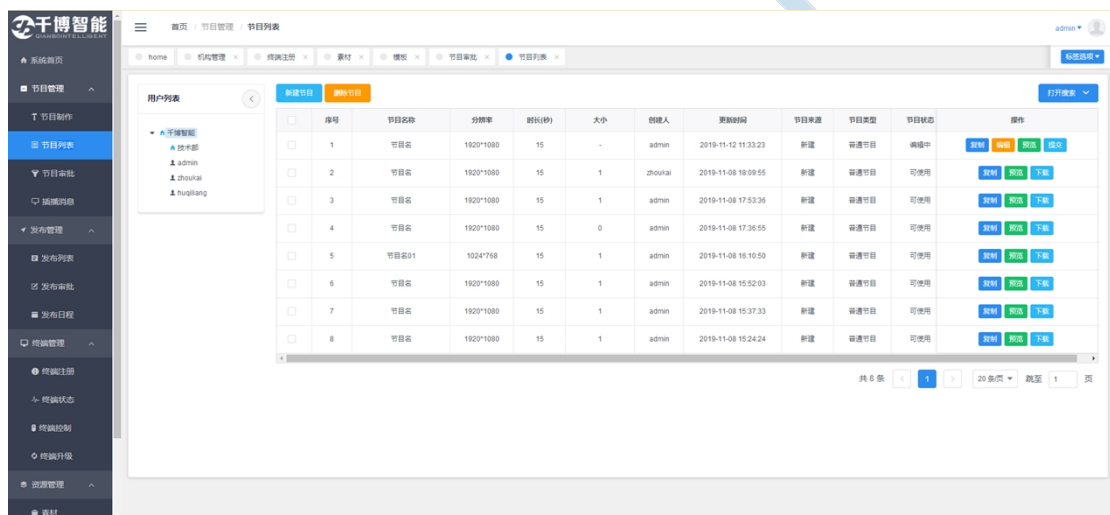 千博智能
QIANBOINTELLIGENT
首页 / 节目管理 / 节目列表
admin
系统首页
home
机构管理 ×
终端注册 ×
素材 ×
模板 ×
节目审批 ×
节目列表 ×
标签选项
节目管理
节目制作
节目列表
节目审批
插播消息
发布管理
发布列表
发布审批
发布日程
终端管理
终端注册
终端状态
终端控制
终端升级
资源管理
素材
用户列表
千博智能
技术部
admin
zhoukai
huqiliang
新建节目 删除节目 打开搜索
序号 节目名称 分辨率 时长(秒) 大小 创建人 更新时间 节目来源 节目类型 节目状态 操作
1 节目名 1920*1080 15 - admin 2019-11-12 11:33:23 新建 普通节目 编辑中 复制 编辑 预览 提交
2 节目名 1920*1080 15 1 zhoukai 2019-11-08 18:09:55 新建 普通节目 可使用 复制 预览 下载
3 节目名 1920*1080 15 1 admin 2019-11-08 17:53:36 新建 普通节目 可使用 复制 预览 下载
4 节目名 1920*1080 15 0 admin 2019-11-08 17:36:55 新建 普通节目 可使用 复制 预览 下载
5 节目名01 1024*768 15 1 admin 2019-11-08 16:10:50 新建 普通节目 可使用 复制 预览 下载
6 节目名 1920*1080 15 1 admin 2019-11-08 15:52:03 新建 普通节目 可使用 复制 预览 下载
7 节目名 1920*1080 15 1 admin 2019-11-08 15:37:33 新建 普通节目 可使用 复制 预览 下载
8 节目名 1920*1080 15 1 admin 2019-11-08 15:24:24 新建 普通节目 可使用 复制 预览 下载
共 8 条 < 1 > 20 条/页 跳至 1 页